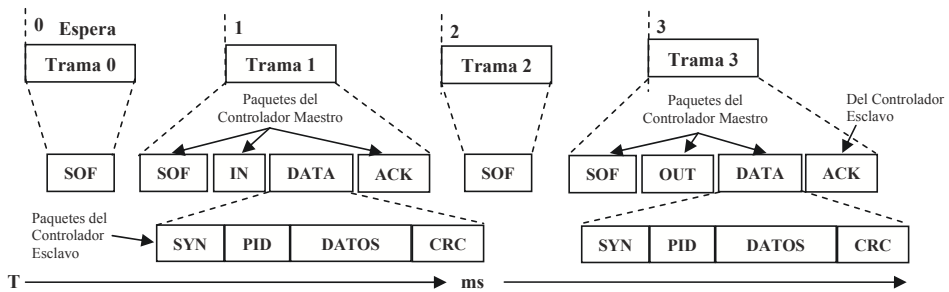 0 Espera 1 2 3
Trama 0 Trama 1 Trama 2 Trama 3
Paquetes del
Controlador Maestro
Paquetes del
Controlador Maestro
Del Controlador
Esclavo
SOF SOF IN DATA ACK SOF SOF OUT DATA ACK
Paquetes del
Controlador
Esclavo
SYN PID DATOS CRC SYN PID DATOS CRC
T ms